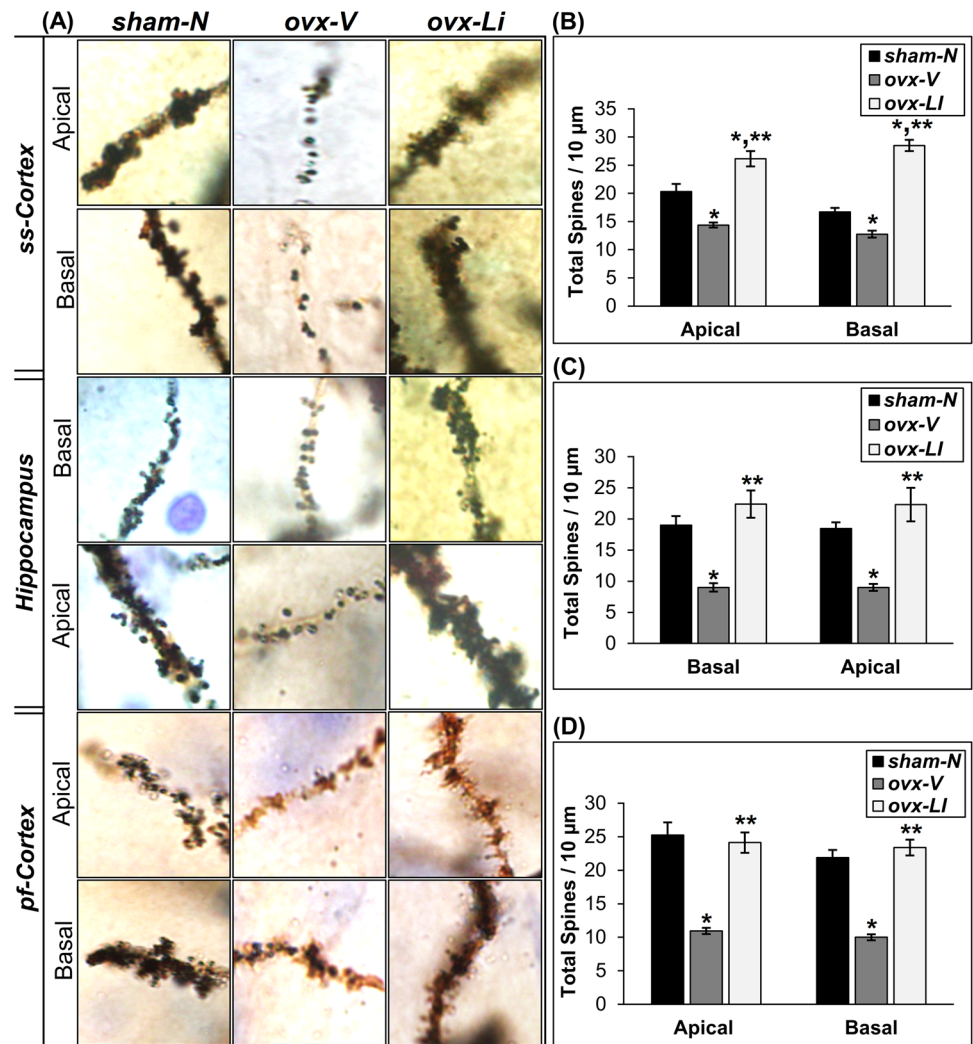 (A) sham-N ovx-V ovx-Li
ss-Cortex
Apical
Basal
Hippocampus
Basal
Apical
pf-Cortex
Apical
Basal
(B)
sham-N
ovx-V
ovx-LI
Total Spines / 10 µm
35
30
25
20
15
10
5
0
*
*,**
*
*,**
Apical Basal
(C)
sham-N
ovx-V
ovx-LI
Total Spines / 10 µm
30
25
20
15
10
5
0
*
**
*
**
Basal Apical
(D)
sham-N
ovx-V
ovx-LI
Total Spines / 10 µm
30
25
20
15
10
5
0
*
**
*
**
Apical Basal